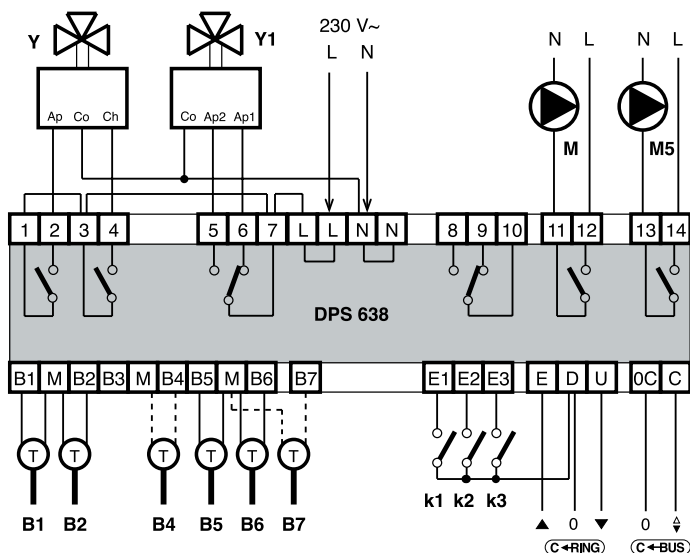 230 V~
Y Y1 L N N L N L
Ap Co Ch Co Ap2 Ap1
M M5
1 2 3 4 5 6 7 L L N N 8 9 10 11 12 13 14
DPS 638
B1 M B2 B3 M B4 B5 M B6 B7 E1 E2 E3 E D U 0C C
T T T T T T
k1 k2 k3
B1 B2 B4 B5 B6 B7 ▲ 0 ▼ 0
C◄RING C◄BUS